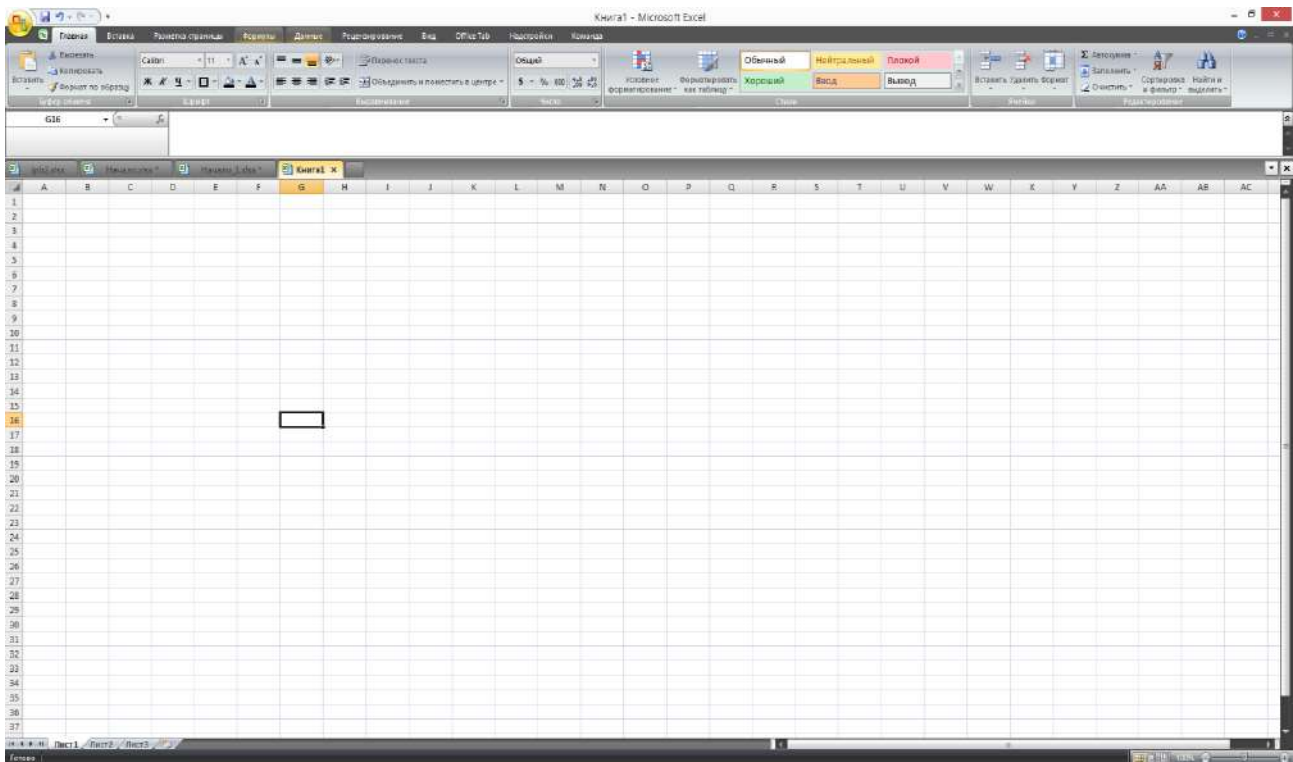 Книга1 - Microsoft Excel
Главная Вставка Разметка страницы Формулы Данные Рецензирование Вид Office Tab Надстройки Команда
Вставить
Вырезать
Копировать
Формат по образцу
Буфер обмена
Calibri 11
Ж К Ч
Шрифт
Перенос текста
Объединить и поместить в центре
Выравнивание
Общий
% 000
Число
Условное форматирование
Форматировать как таблицу
Обычный Нейтральный Плохой
Хороший Ввод Вывод
Стили
Вставить Удалить Формат
Ячейки
Σ Автосумма
Заполнить
Очистить
Сортировка и фильтр
Найти и выделить
Редактирование
G16 fx
Книга1
A B C D E F G H I J K L M N O P Q R S T U V W X Y Z AA AB AC
1
2
3
4
5
6
7
8
9
10
11
12
13
14
15
16
17
18
19
20
21
22
23
24
25
26
27
28
29
30
31
32
33
34
35
36
37
Лист1 Лист2 Лист3
Готово 100%